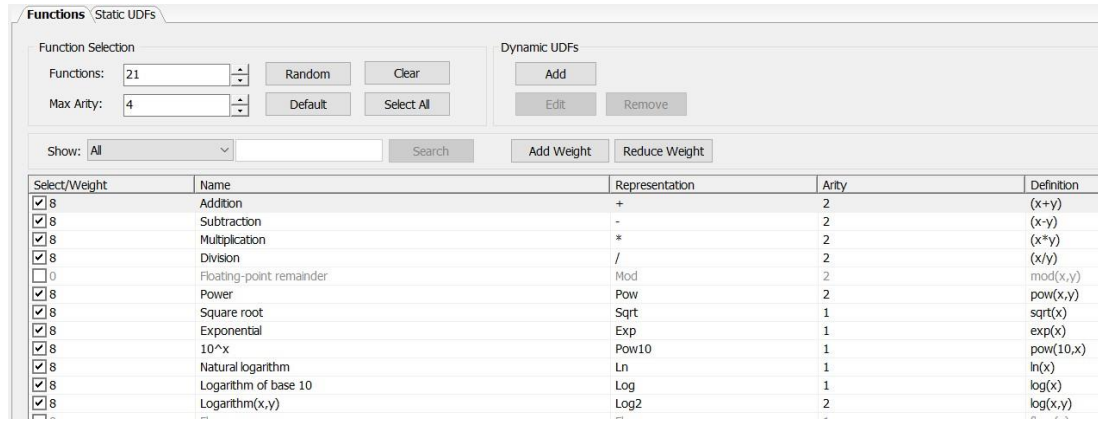 Functions Static UDFs
Function Selection Dynamic UDFs
Functions: 21 Random Clear Add
Max Arity: 4 Default Select All Edit Remove
Show: All Search Add Weight Reduce Weight
Select/Weight Name Representation Arity Definition
8 Addition + 2 (x+y)
8 Subtraction - 2 (x-y)
8 Multiplication * 2 (x*y)
8 Division / 2 (x/y)
0 Floating-point remainder Mod 2 mod(x,y)
8 Power Pow 2 pow(x,y)
8 Square root Sqrt 1 sqrt(x)
8 Exponential Exp 1 exp(x)
8 10^x Pow10 1 pow(10,x)
8 Natural logarithm Ln 1 ln(x)
8 Logarithm of base 10 Log 1 log(x)
8 Logarithm(x,y) Log2 2 log(x,y)